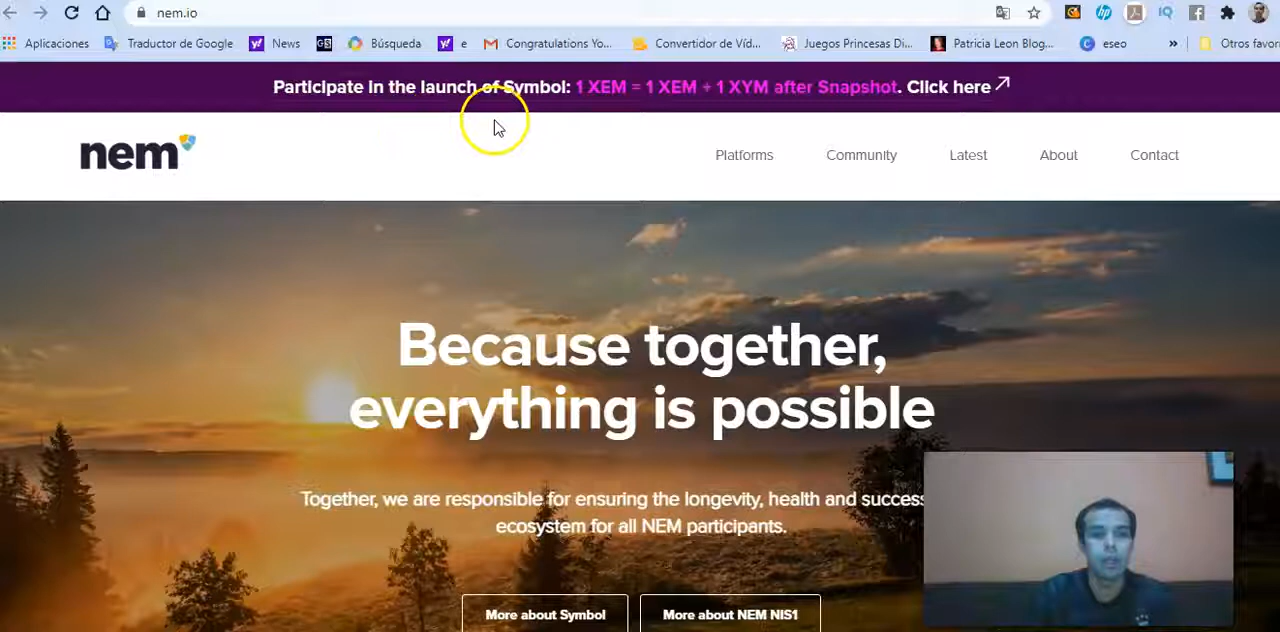 nem.io
Aplicaciones Traductor de Google News GS Búsqueda e Congratulations Yo... Convertidor de Víd... Juegos Princesas Di... Patricia Leon Blog... C eseo » Otros favor
Participate in the launch of Symbol: 1 XEM = 1 XEM + 1 XYM after Snapshot. Click here
nem Platforms Community Latest About Contact
Because together,
everything is possible
Together, we are responsible for ensuring the longevity, health and success
ecosystem for all NEM participants.
More about Symbol More about NEM NIS1